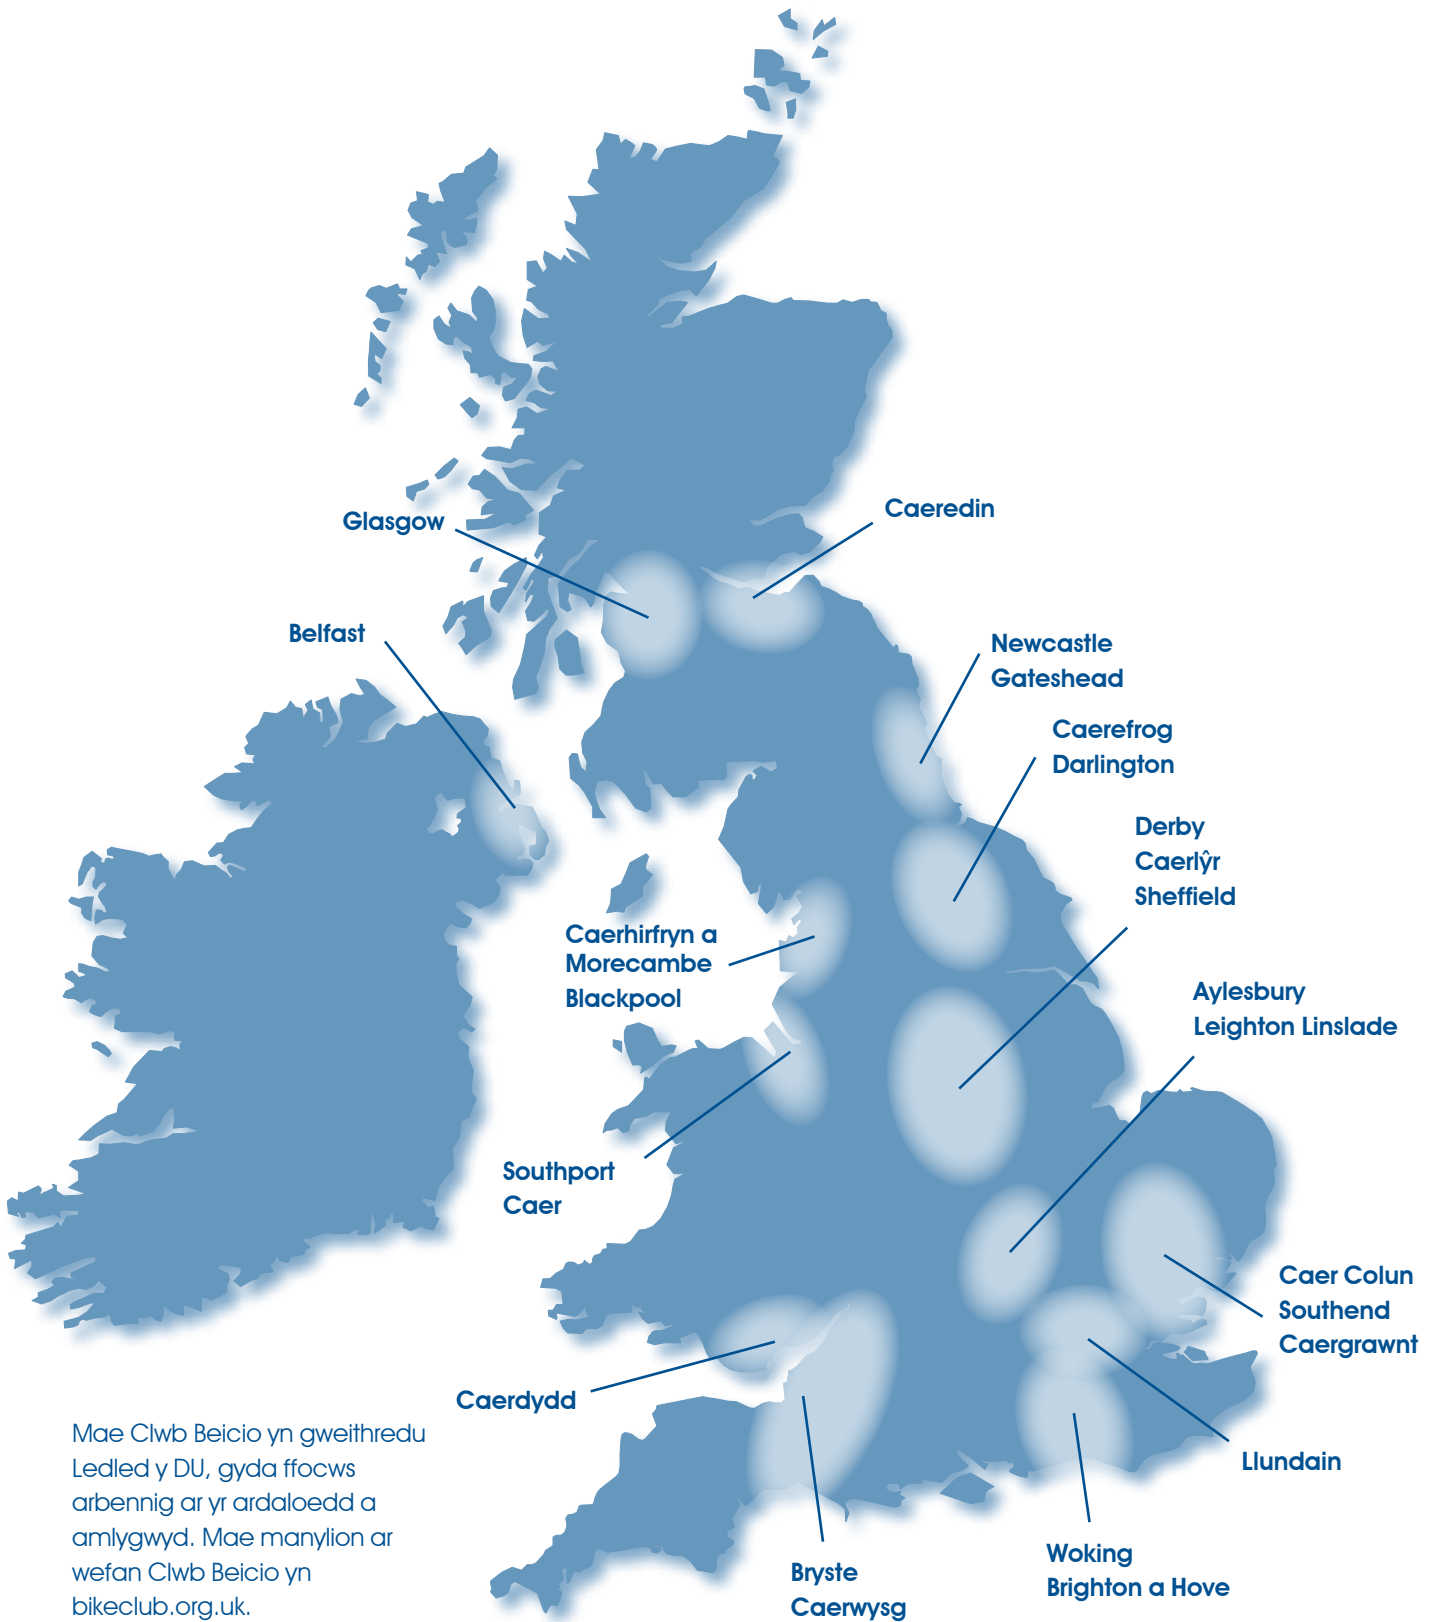 Caeredin
Glasgow
Belfast
Newcastle
Gateshead
Caerefrog
Darlington
Derby
Caerlŷr
Sheffield
Caerhirfryn a
Morecambe
Blackpool
Aylesbury
Leighton Linslade
Southport
Caer
Caer Colun
Southend
Caergrawnt
Caerdydd
Llundain
Woking
Brighton a Hove
Bryste
Caerwysg
Mae Clwb Beicio yn gweithredu
Ledled y DU, gyda ffocws
arbennig ar yr ardaloedd a
amlygwyd. Mae manylion ar
wefan Clwb Beicio yn
bikeclub.org.uk.